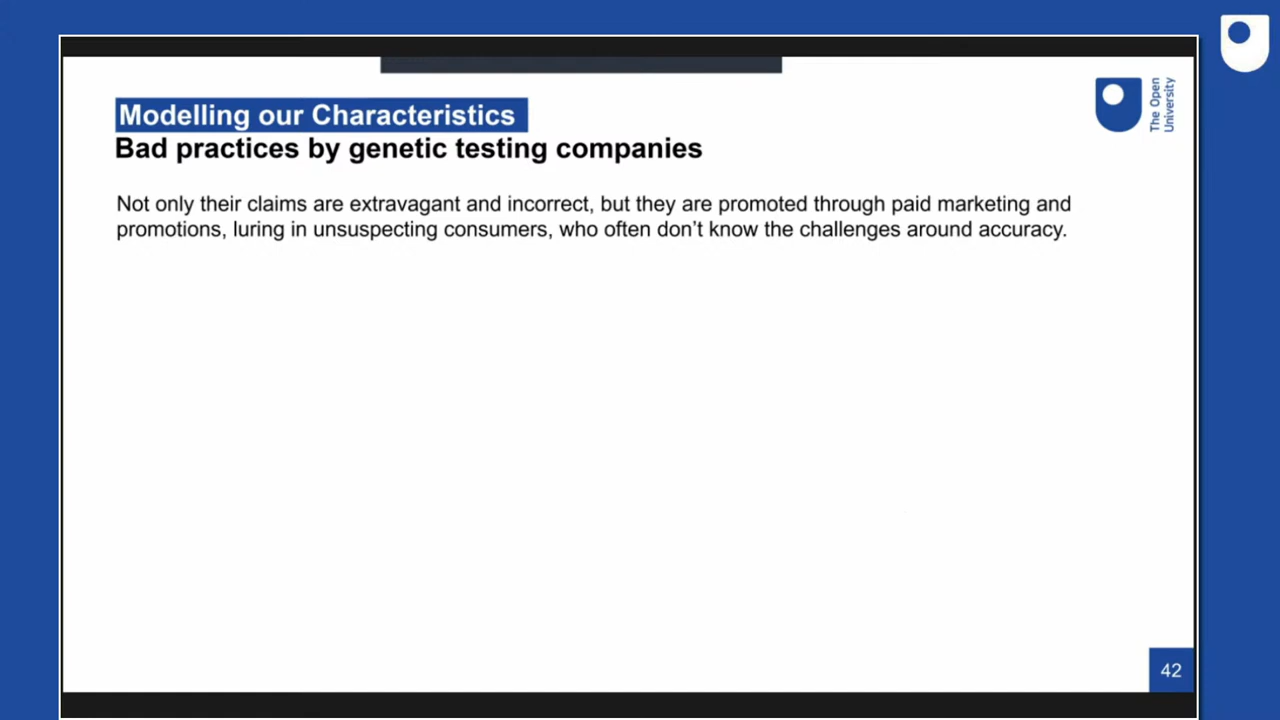 Modelling our Characteristics
Bad practices by genetic testing companies
The Open
University
Not only their claims are extravagant and incorrect, but they are promoted through paid marketing and
promotions, luring in unsuspecting consumers, who often don’t know the challenges around accuracy.
42